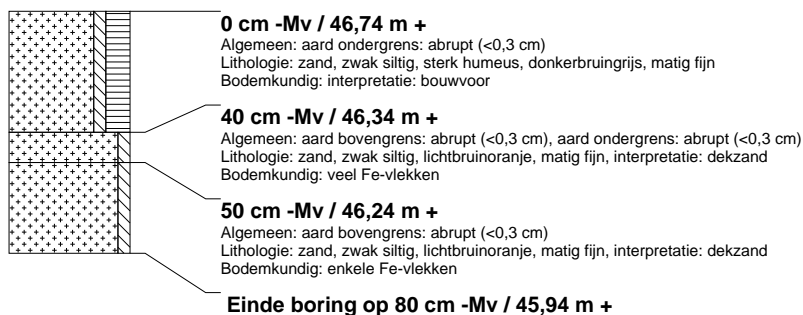 0 cm -Mv / 46,74 m +
Algemeen: aard ondergrens: abrupt (<0,3 cm)
Lithologie: zand, zwak siltig, sterk humeus, donkerbruingrijs, matig fijn
Bodemkundig: interpretatie: bouwvoor
40 cm -Mv / 46,34 m +
Algemeen: aard bovengrens: abrupt (<0,3 cm), aard ondergrens: abrupt (<0,3 cm)
Lithologie: zand, zwak siltig, lichtbruinoranje, matig fijn, interpretatie: dekzand
Bodemkundig: veel Fe-vlekken
50 cm -Mv / 46,24 m +
Algemeen: aard bovengrens: abrupt (<0,3 cm)
Lithologie: zand, zwak siltig, lichtbruinoranje, matig fijn, interpretatie: dekzand
Bodemkundig: enkele Fe-vlekken
Einde boring op 80 cm -Mv / 45,94 m +